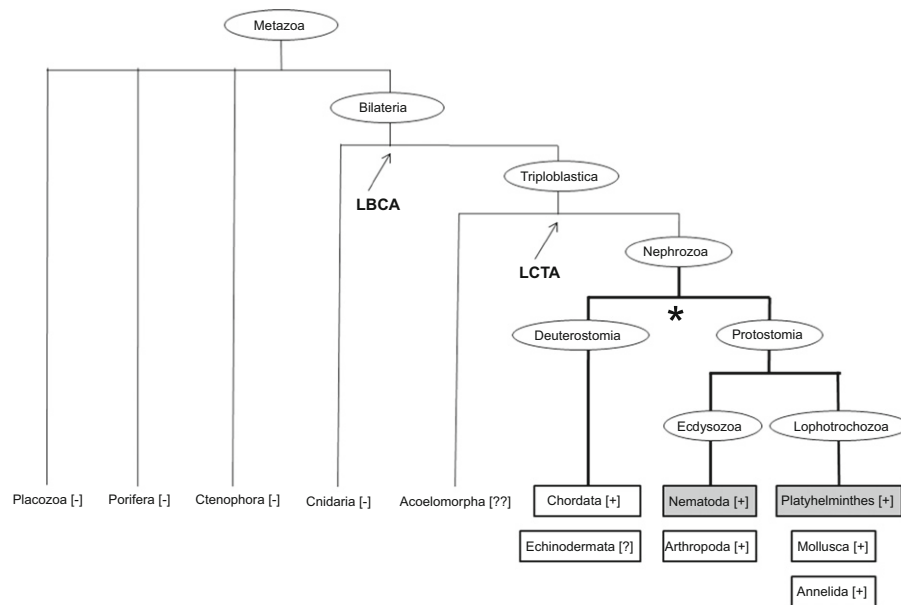 Metazoa
Bilateria
LBCA
Triploblastica
LCTA
Nephrozoa
*
Deuterostomia
Protostomia
Ecdysozoa
Lophotrochozoa
Placozoa [-]
Porifera [-]
Ctenophora [-]
Cnidaria [-]
Acoelomorpha [??]
Chordata [+]
Nematoda [+]
Platyhelminthes [+]
Echinodermata [?]
Arthropoda [+]
Mollusca [+]
Annelida [+]